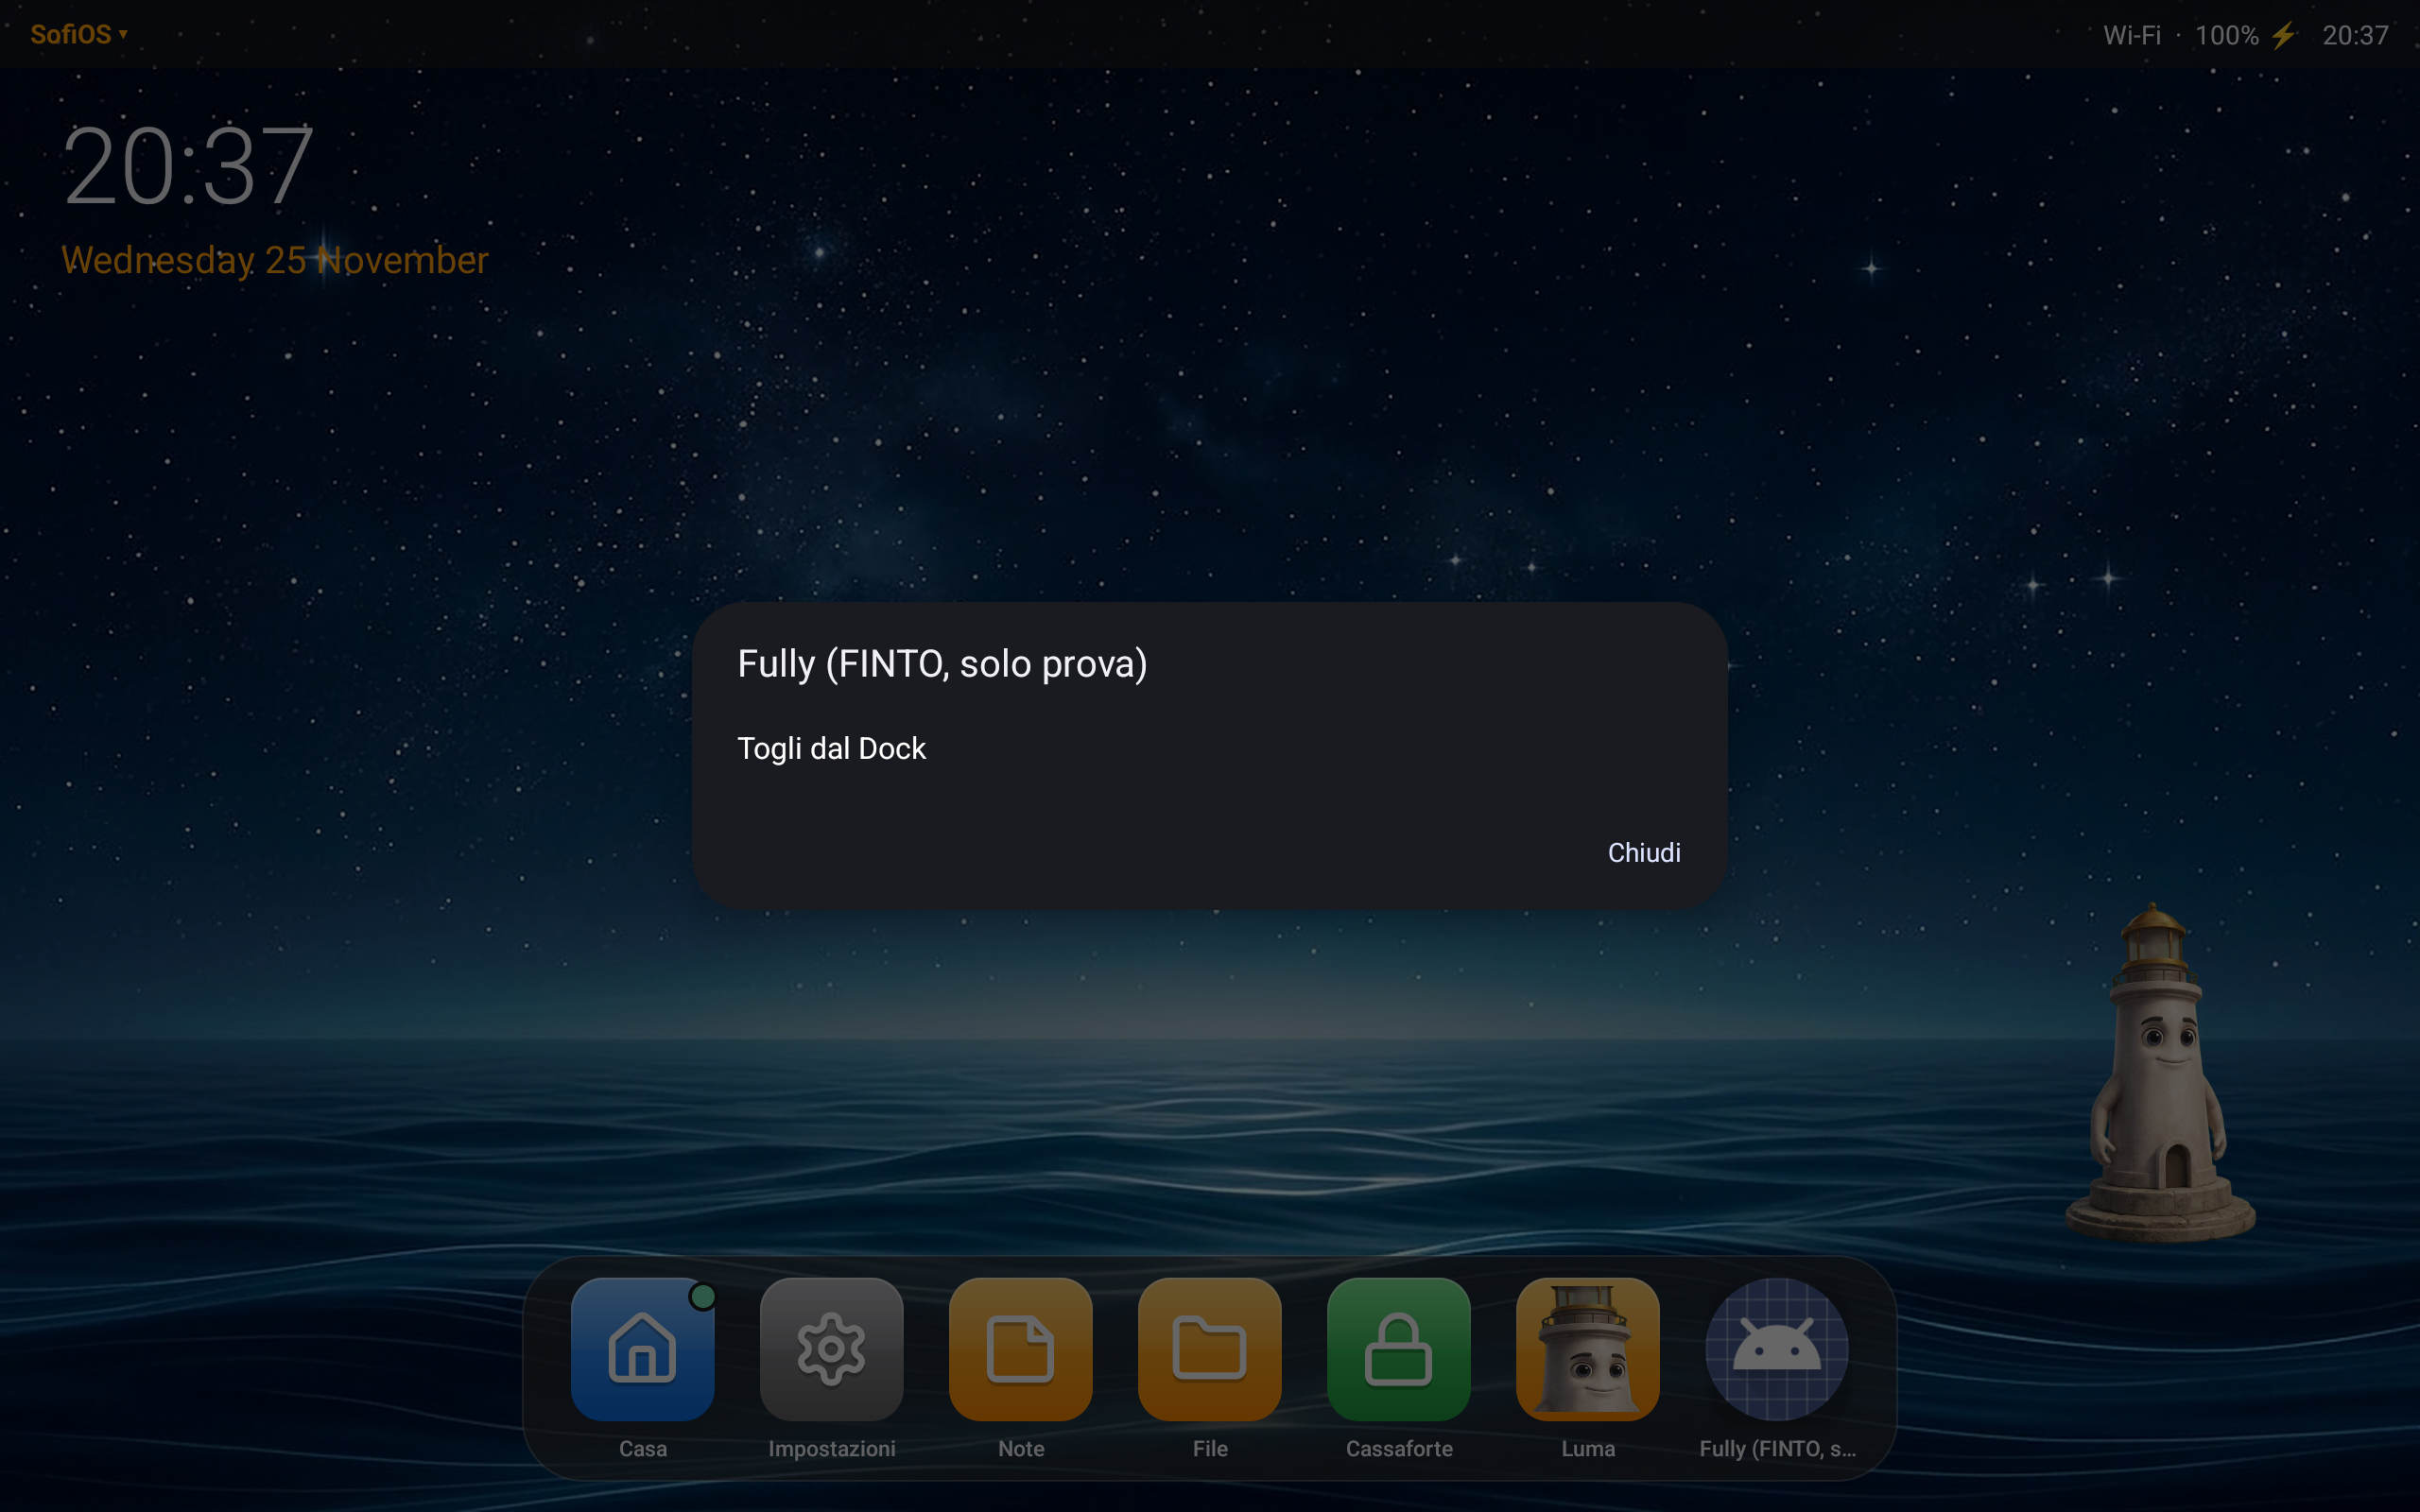 SofiOS ▾
Wi-Fi · 100% ⚡ 20:37
20:37
Wednesday 25 November
Fully (FINTO, solo prova)
Togli dal Dock
Chiudi
Casa
Impostazioni
Note
File
Cassaforte
Luma
Fully (FINTO, s...